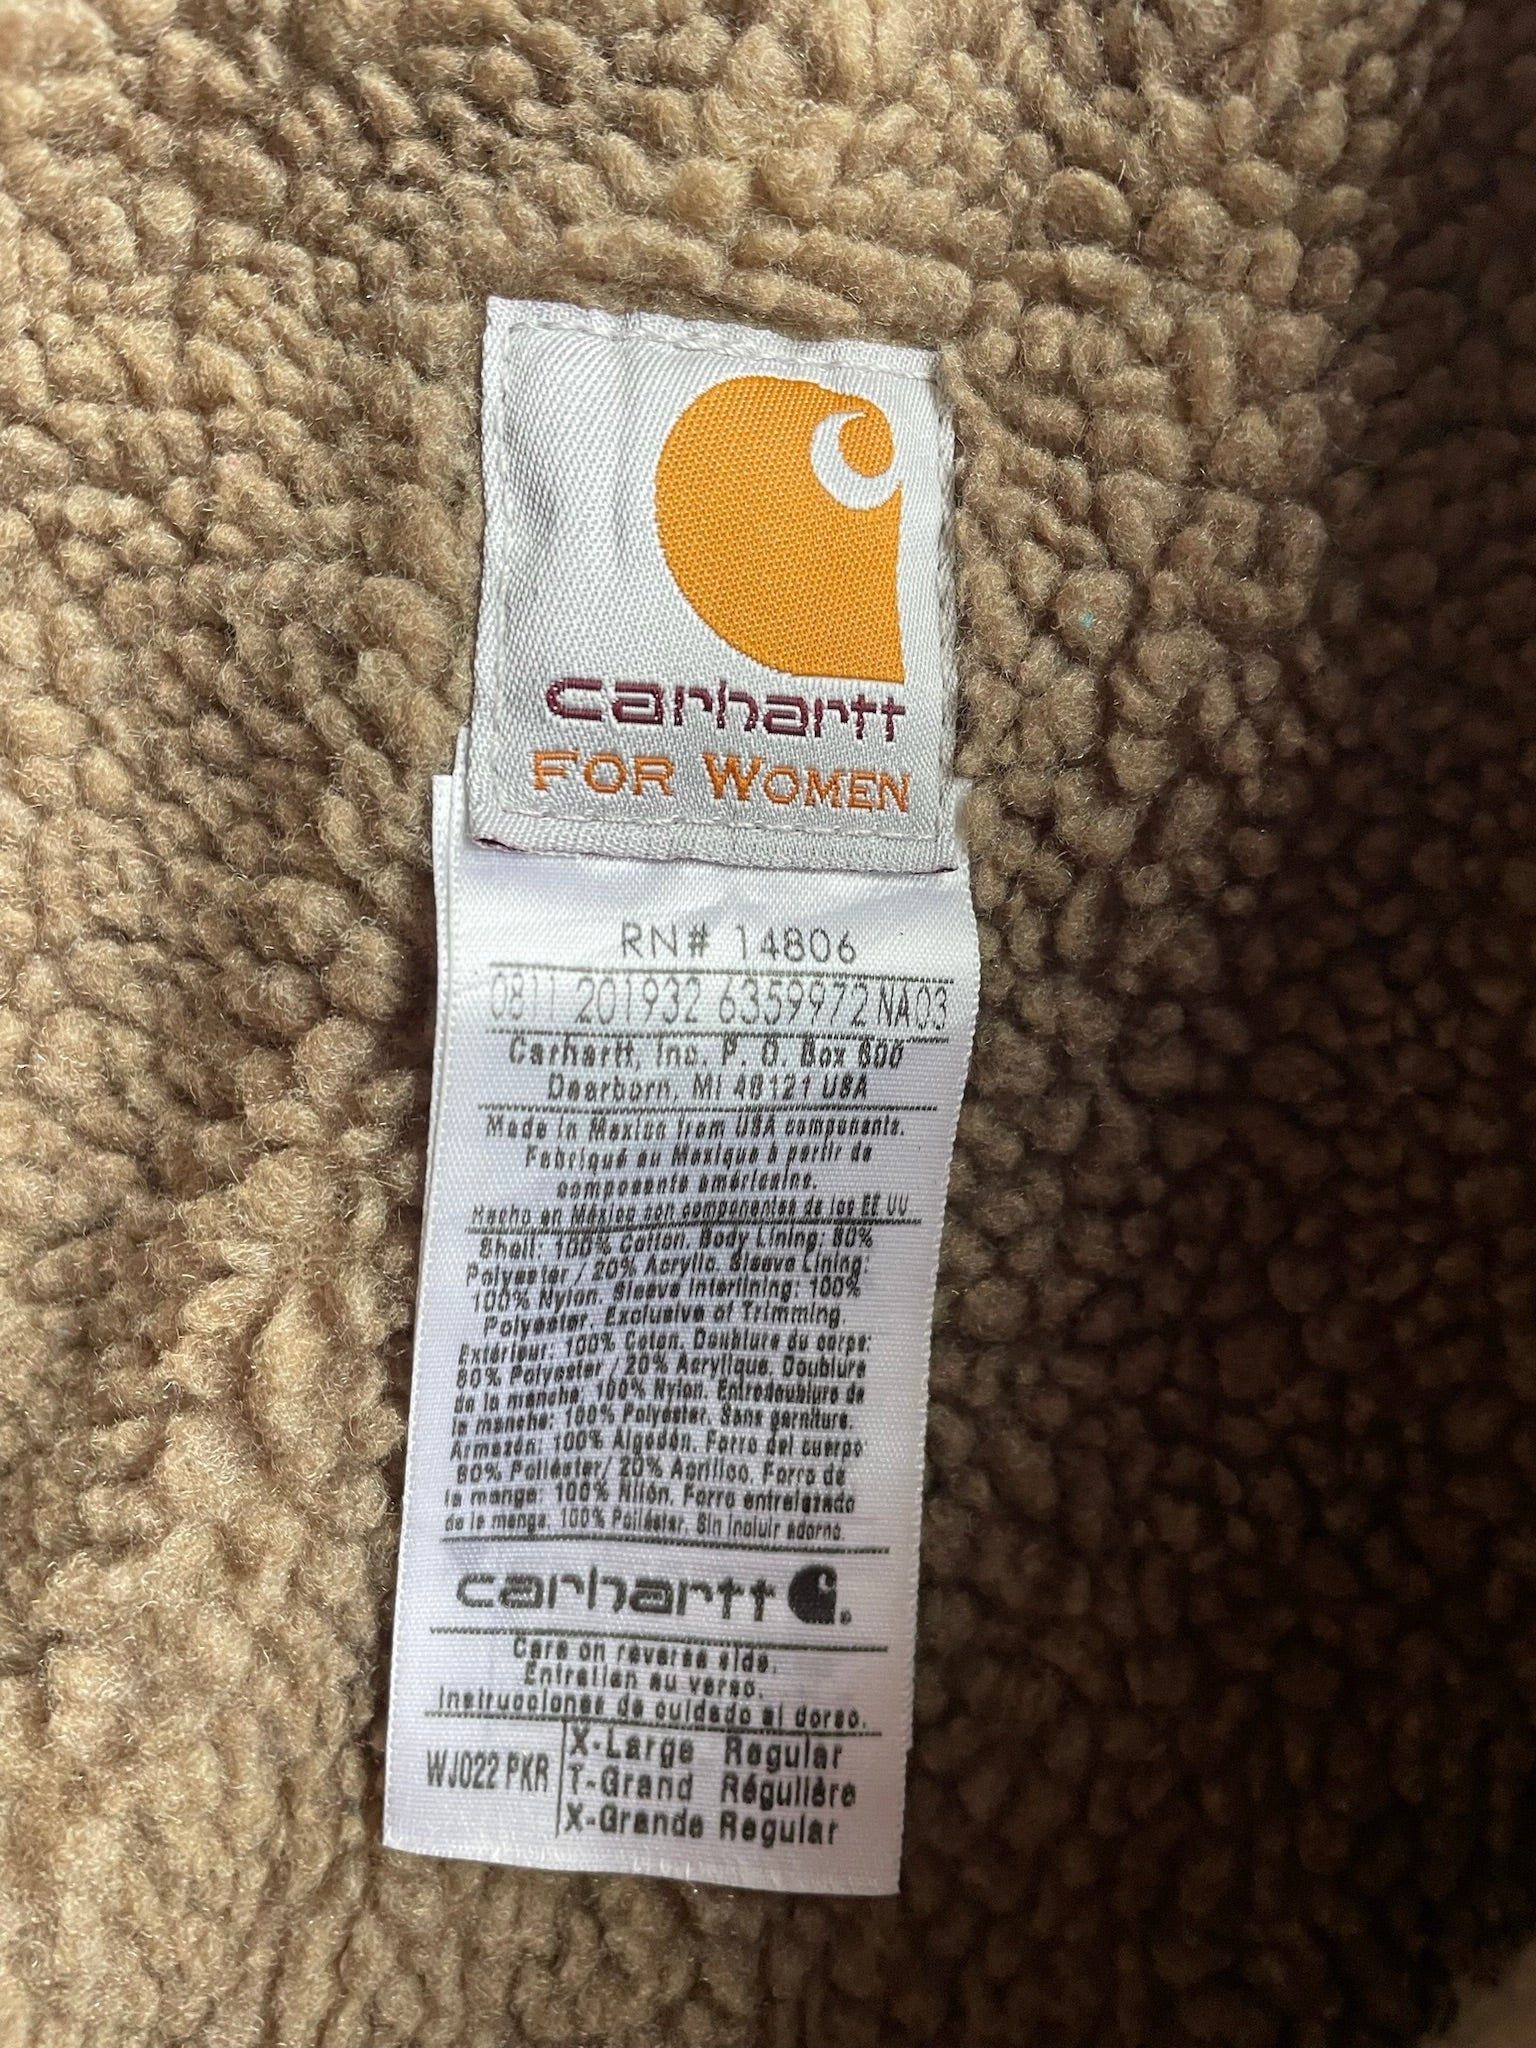 carhartt
FOR WOMEN
RN# 14806
0811 201932 6359972 NA03
Carhartt, Inc. P. O. Box 600
Dearborn, MI 48121 USA
Made in Mexico from USA components.
Fabriqué au Mexique à partir de
composants américains.
Hecho en México con componentes de los EE UU.
Shell: 100% Cotton. Body Lining: 80%
Polyester / 20% Acrylic. Sleeve Lining:
100% Nylon. Sleeve Interlining: 100%
Polyester. Exclusive of Trimming.
Extérieur: 100% Coton. Doublure du corps:
80% Polyester / 20% Acrylique. Doublure
de la manche: 100% Nylon. Entredoublure de
la manche: 100% Polyester. Sans garniture.
Armazón: 100% Algodón. Forro del cuerpo
80% Poliéster/ 20% Acrílico. Forro de
la manga: 100% Nilón. Forro entrelazado
de la manga: 100% Poliéster. Sin incluir adorno.
carhartt
Care on reverse side.
Entretien au verso.
Instrucciones de cuidado al dorso.
WJ022 PKR
X-Large Regular
T-Grand Régulière
X-Grande Regular